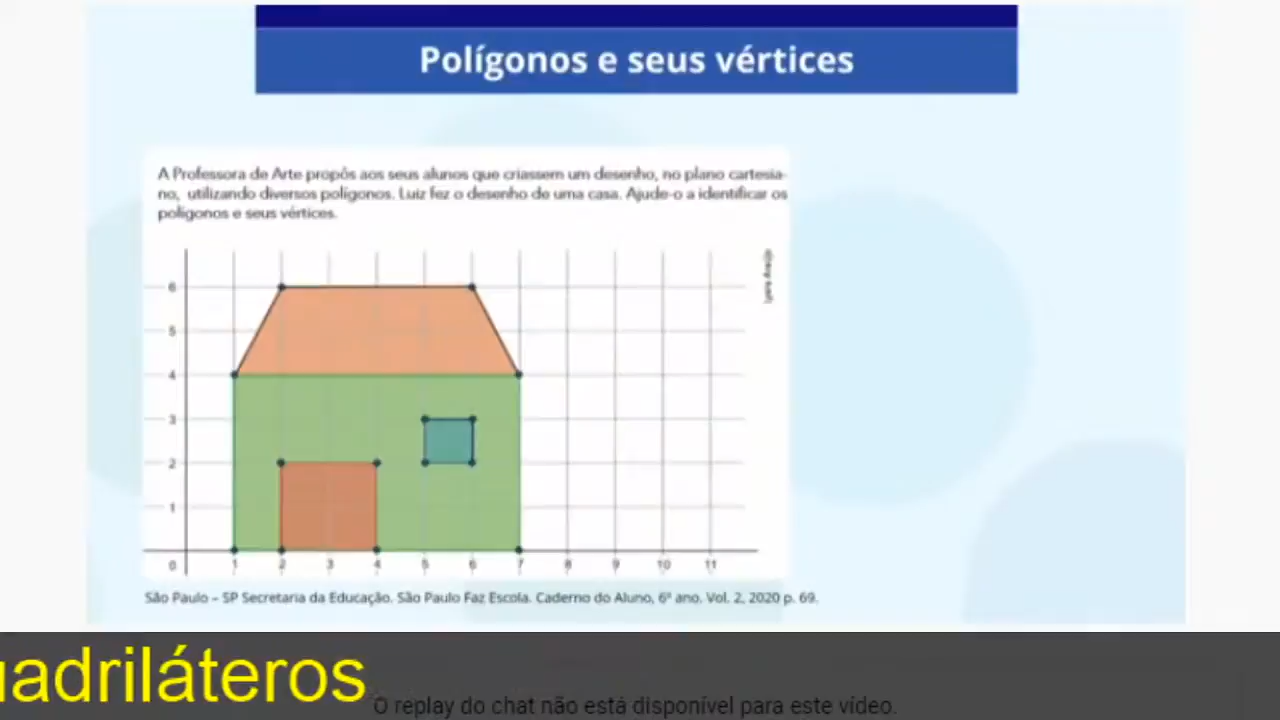 Polígonos e seus vértices
A Professora de Arte propôs aos seus alunos que criassem um desenho, no plano cartesia-
no, utilizando diversos polígonos. Luiz fez o desenho de uma casa. Ajude-o a identificar os
polígonos e seus vértices.
6
5
4
3
2
1
0 1 2 3 4 5 6 7 8 9 10 11
São Paulo – SP Secretaria da Educação. São Paulo Faz Escola. Caderno do Aluno, 6º ano. Vol. 2, 2020 p. 69.
uadriláteros
O replay do chat não está disponível para este vídeo.